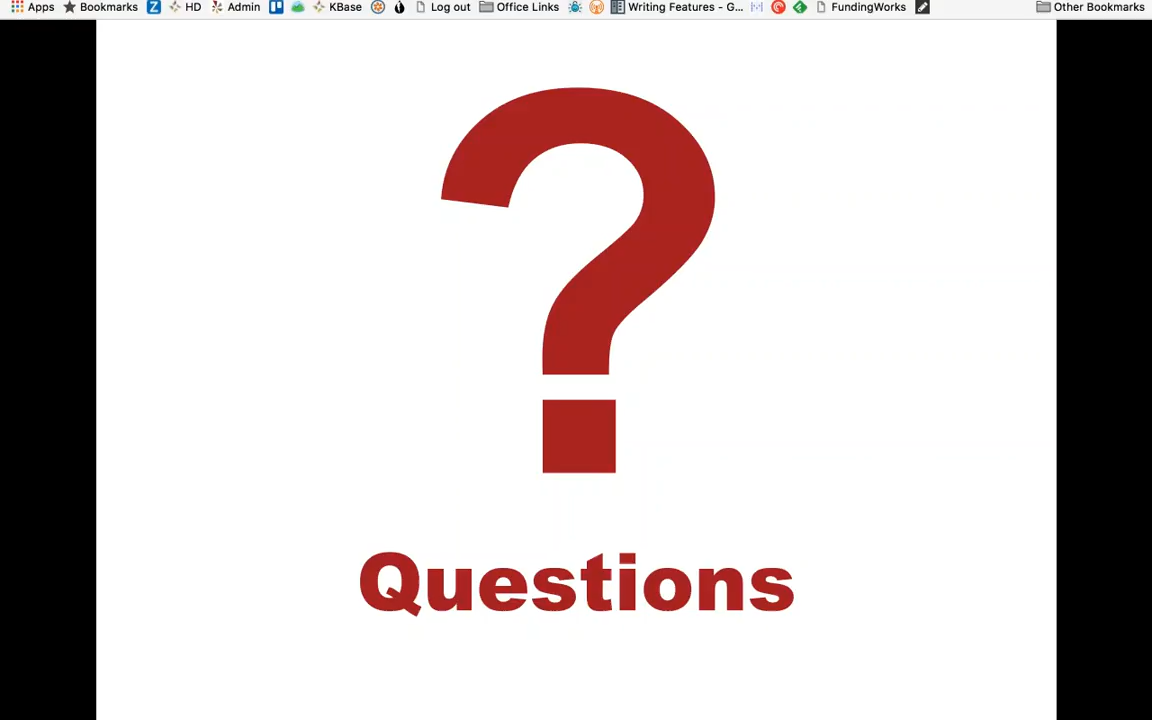 Apps Bookmarks HD Admin KBase Log out Office Links Writing Features - G... FundingWorks Other Bookmarks
?
Questions